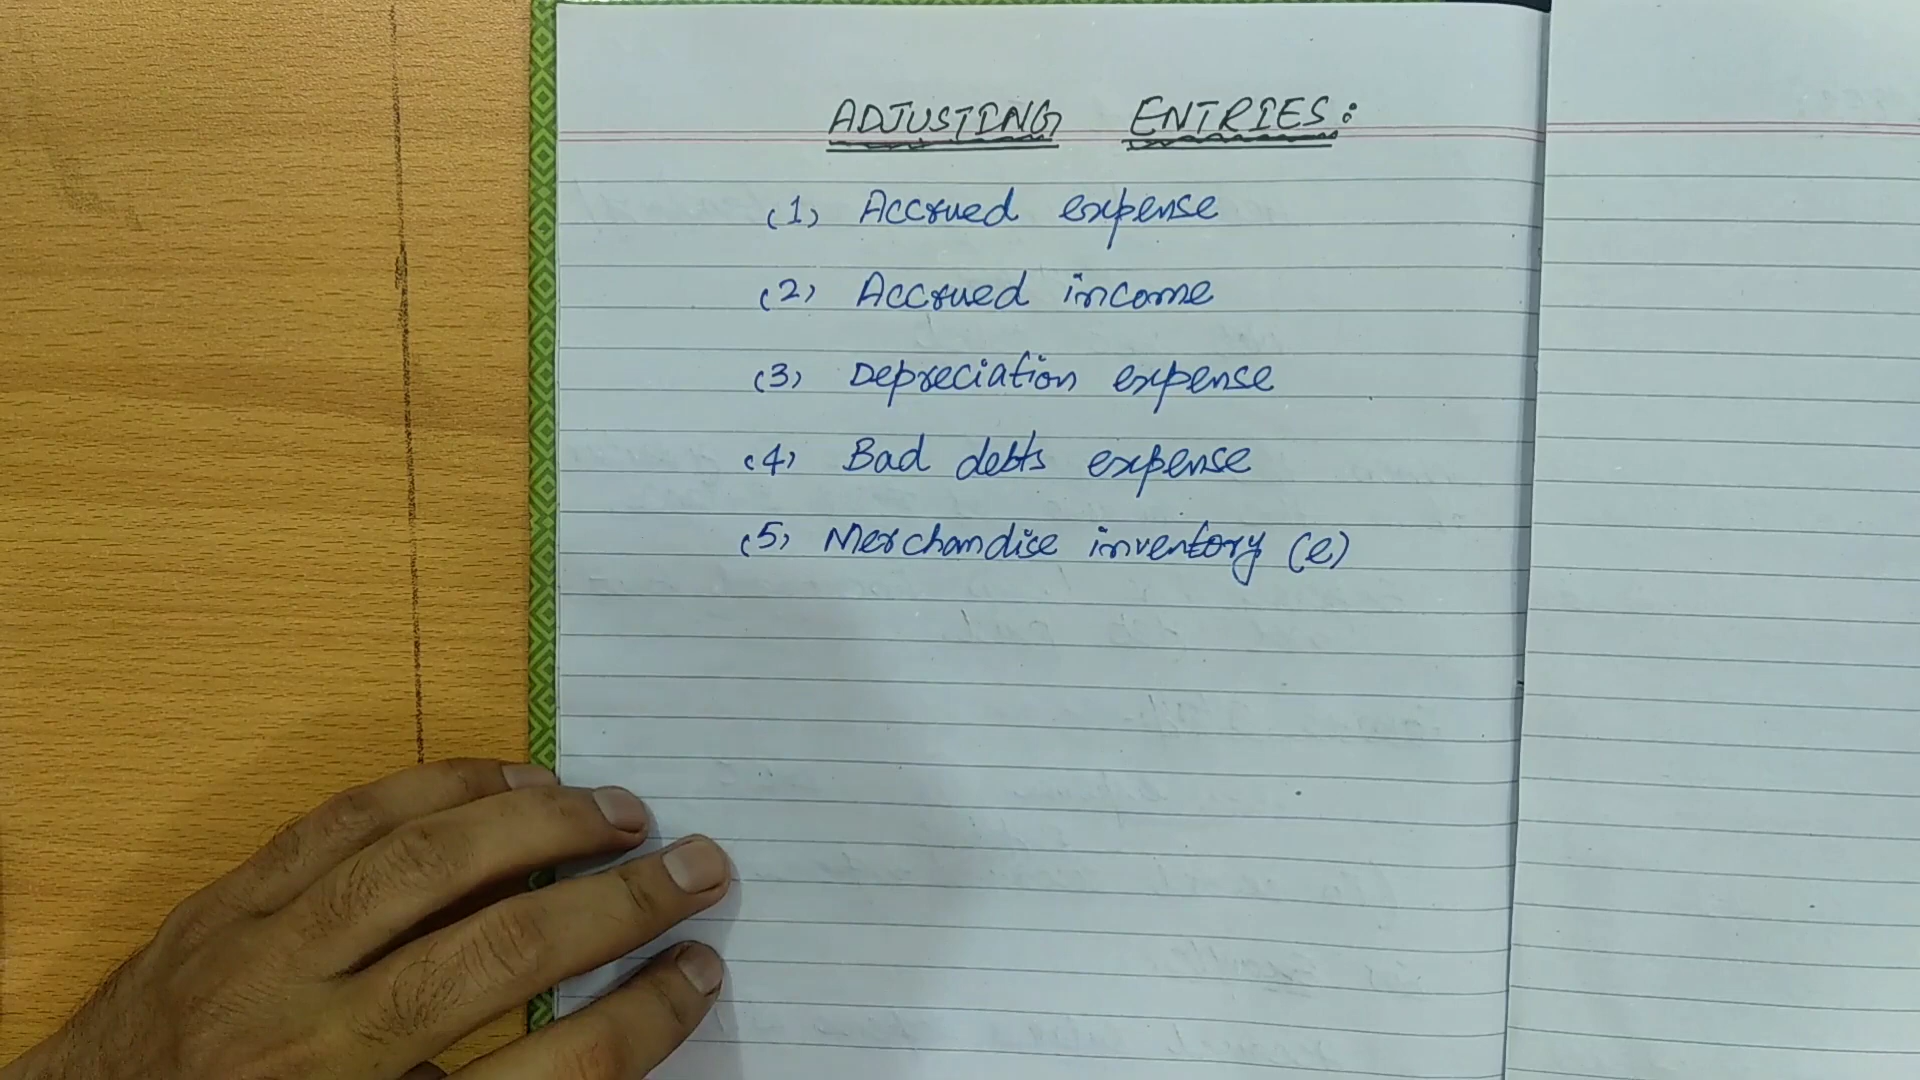 ADJUSTING ENTRIES:
(1) Accrued expense
(2) Accrued income
(3) Depreciation expense
(4) Bad debts expense
(5) Merchandise inventory (e)